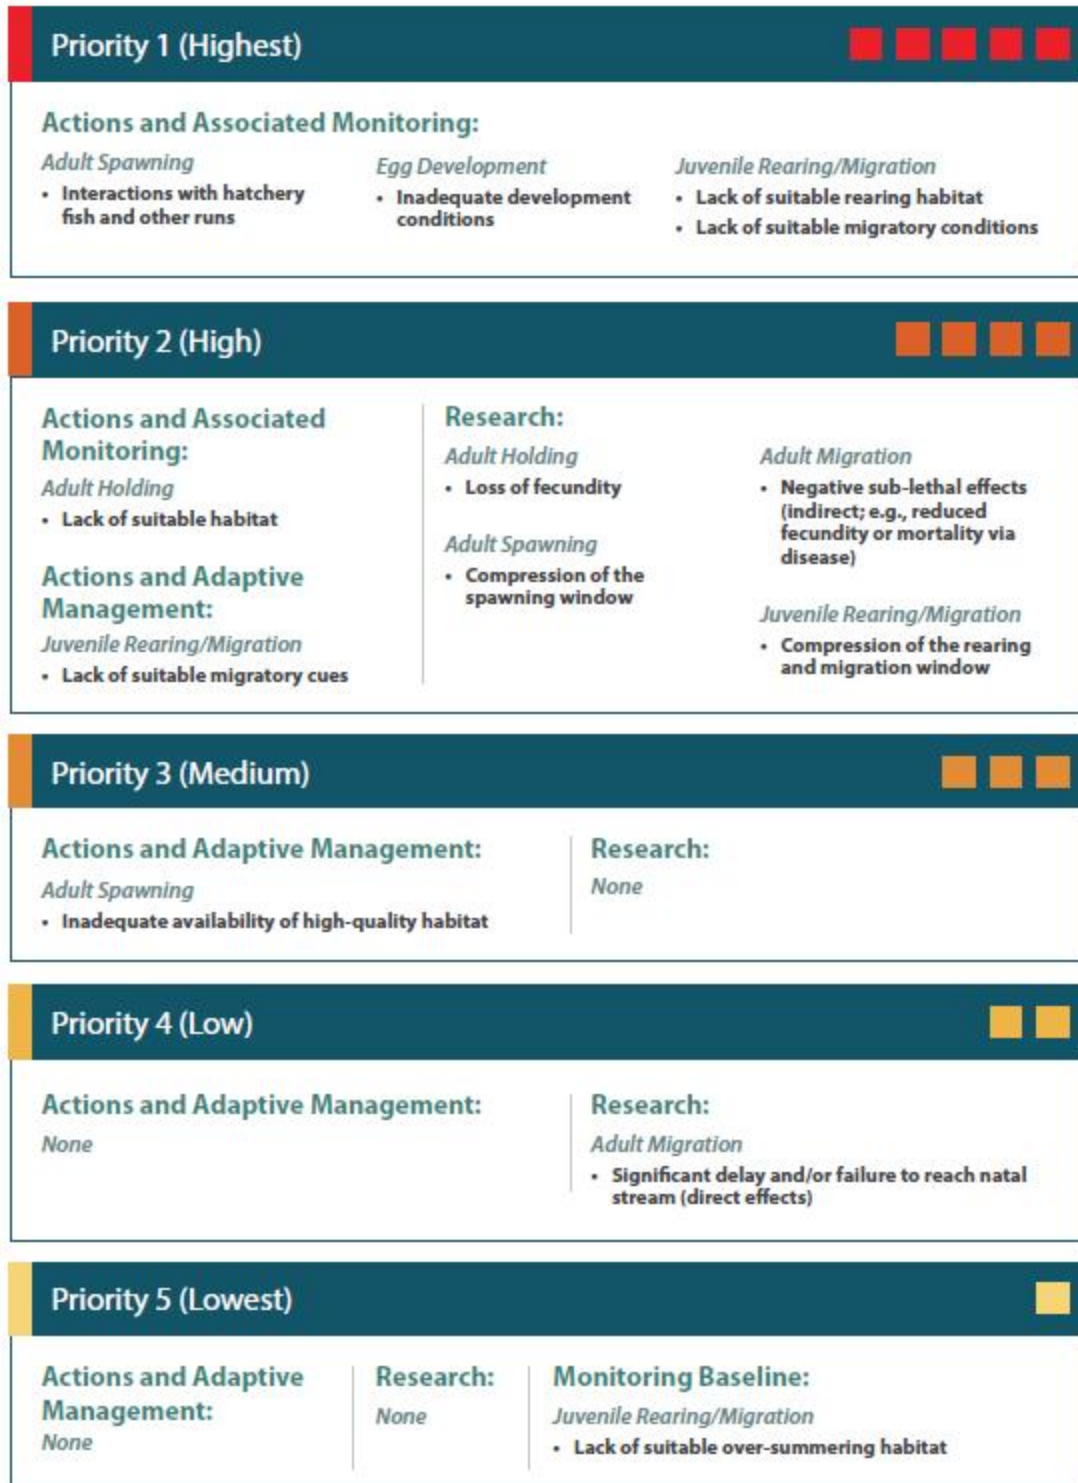 Priority 1 (Highest)
Actions and Associated Monitoring:
Adult Spawning
• Interactions with hatchery
fish and other runs
Egg Development
• Inadequate development
conditions
Juvenile Rearing/Migration
• Lack of suitable rearing habitat
• Lack of suitable migratory conditions
Priority 2 (High)
Actions and Associated
Monitoring:
Adult Holding
• Lack of suitable habitat
Actions and Adaptive
Management:
Juvenile Rearing/Migration
• Lack of suitable migratory cues
Research:
Adult Holding
• Loss of fecundity
Adult Spawning
• Compression of the
spawning window
Adult Migration
• Negative sub-lethal effects
(indirect; e.g., reduced
fecundity or mortality via
disease)
Juvenile Rearing/Migration
• Compression of the rearing
and migration window
Priority 3 (Medium)
Actions and Adaptive Management:
Adult Spawning
• Inadequate availability of high-quality habitat
Research:
None
Priority 4 (Low)
Actions and Adaptive Management:
None
Research:
Adult Migration
• Significant delay and/or failure to reach natal
stream (direct effects)
Priority 5 (Lowest)
Actions and Adaptive
Management:
None
Research:
None
Monitoring Baseline:
Juvenile Rearing/Migration
• Lack of suitable over-summering habitat